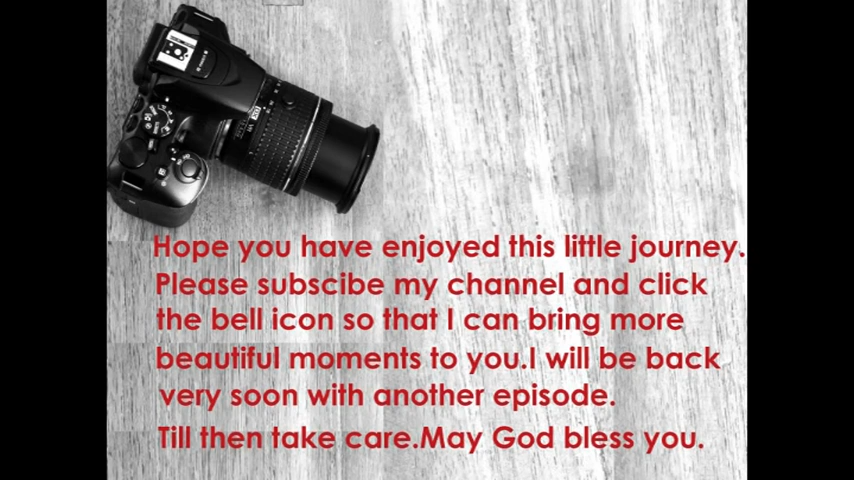 Hope you have enjoyed this little journey.
Please subscibe my channel and click
the bell icon so that I can bring more
beautiful moments to you.I will be back
very soon with another episode.
Till then take care.May God bless you.